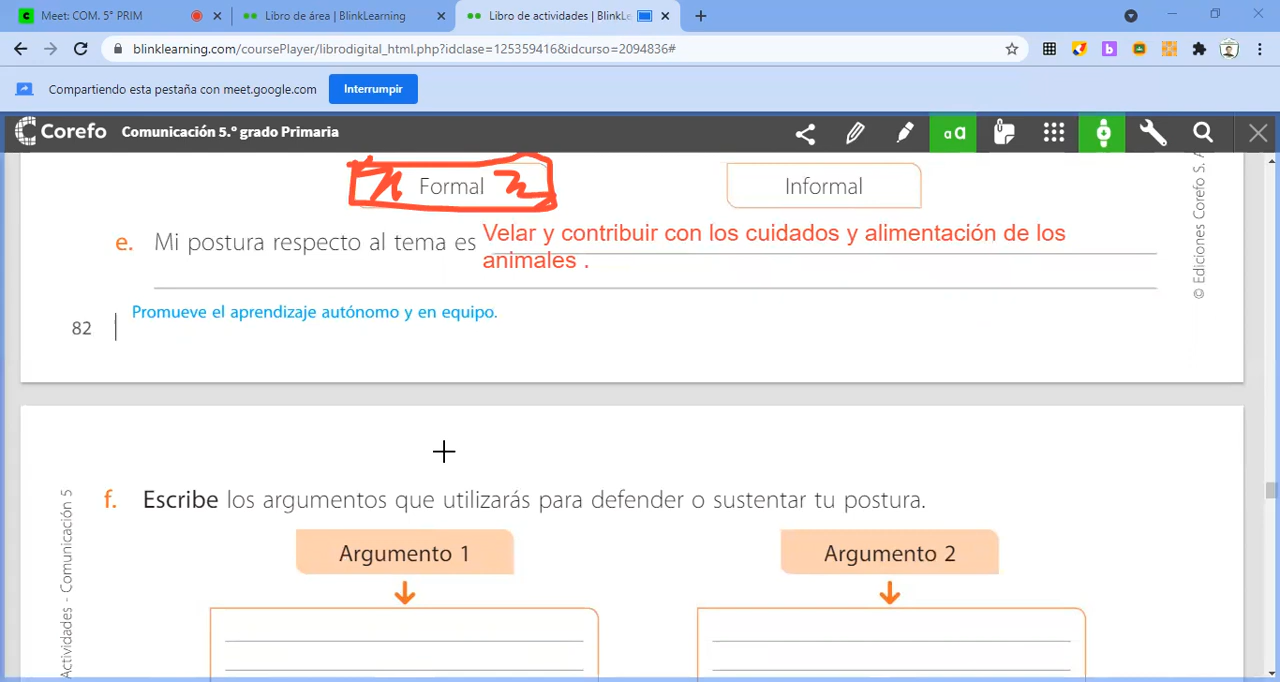 Meet: COM. 5° PRIM
Libro de área | BlinkLearning
Libro de actividades | BlinkLe
blinklearning.com/coursePlayer/librodigital_html.php?idclase=125359416&idcurso=2094836#
Compartiendo esta pestaña con meet.google.com
Interrumpir
Corefo
Comunicación 5.º grado Primaria
aA
Formal
Informal
e. Mi postura respecto al tema es Velar y contribuir con los cuidados y alimentación de los
animales .
Promueve el aprendizaje autónomo y en equipo.
82
© Ediciones Corefo S. A
f. Escribe los argumentos que utilizarás para defender o sustentar tu postura.
Argumento 1
Argumento 2
Actividades - Comunicación 5